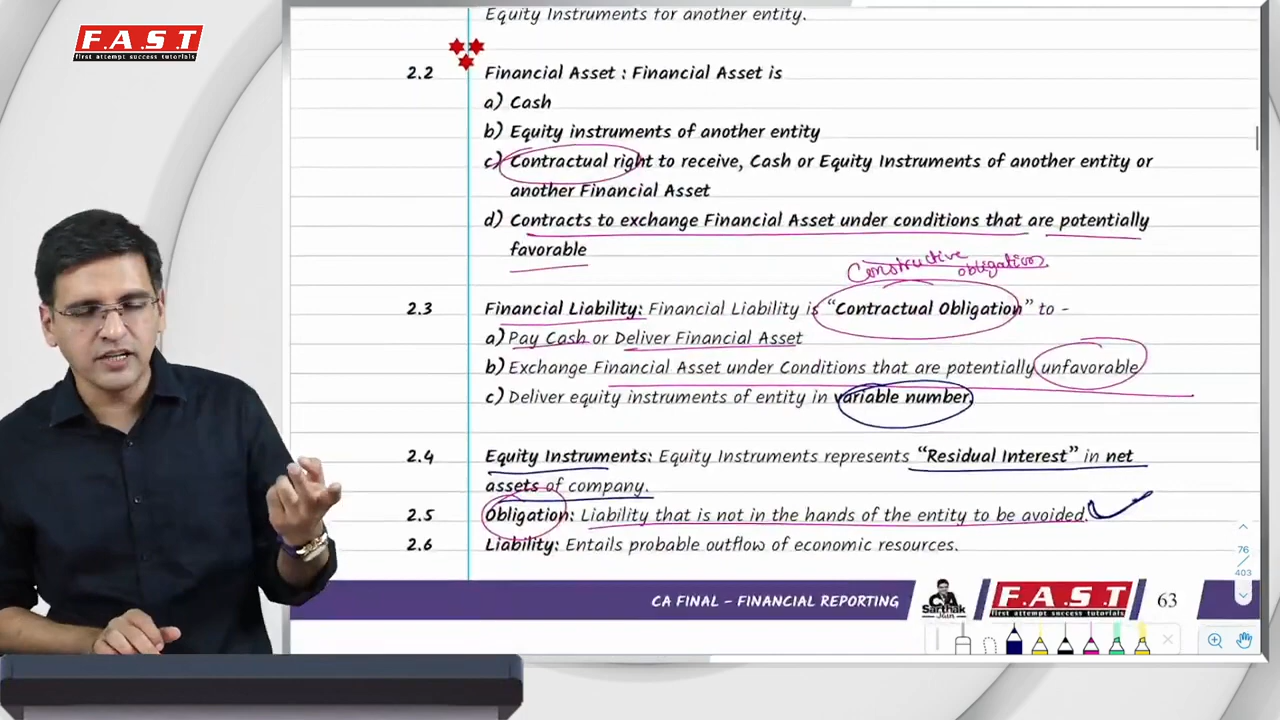 F.A.S.T
first attempt success tutorials
Equity Instruments for another entity.
2.2 Financial Asset : Financial Asset is
a) Cash
b) Equity instruments of another entity
c) Contractual right to receive, Cash or Equity Instruments of another entity or
another Financial Asset
d) Contracts to exchange Financial Asset under conditions that are potentially
favorable
Constructive
obligation
2.3 Financial Liability: Financial Liability is “Contractual Obligation” to -
a) Pay Cash or Deliver Financial Asset
b) Exchange Financial Asset under Conditions that are potentially unfavorable
c) Deliver equity instruments of entity in variable number.
2.4 Equity Instruments: Equity Instruments represents “Residual Interest” in net
assets of company.
2.5 Obligation: Liability that is not in the hands of the entity to be avoided.
2.6 Liability: Entails probable outflow of economic resources.
76
403
CA FINAL – FINANCIAL REPORTING
CA
Sarthak
Jain
F.A.S.T
first attempt success tutorials
63